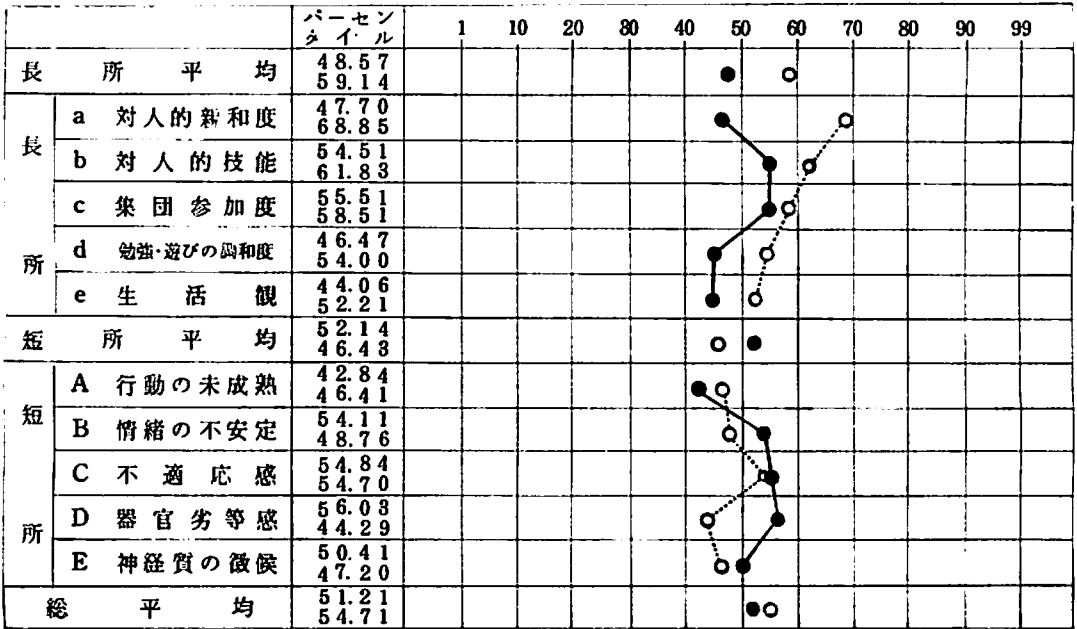 パーセン
タイル 1 10 20 30 40 50 60 70 80 90 99
長所平均 48.57
59.14
長所
a 対人的親和度 47.70
68.85
b 対人的技能 54.51
61.83
c 集団参加度 55.51
58.51
d 勉強・遊びの調和度 46.47
54.00
e 生活観 44.06
52.21
短所平均 52.14
46.43
短所
A 行動の未成熟 42.84
46.41
B 情緒の不安定 54.11
48.76
C 不適応感 54.84
54.70
D 器官劣等感 56.03
44.29
E 神経質の徴候 50.41
47.20
総平均 51.21
54.71